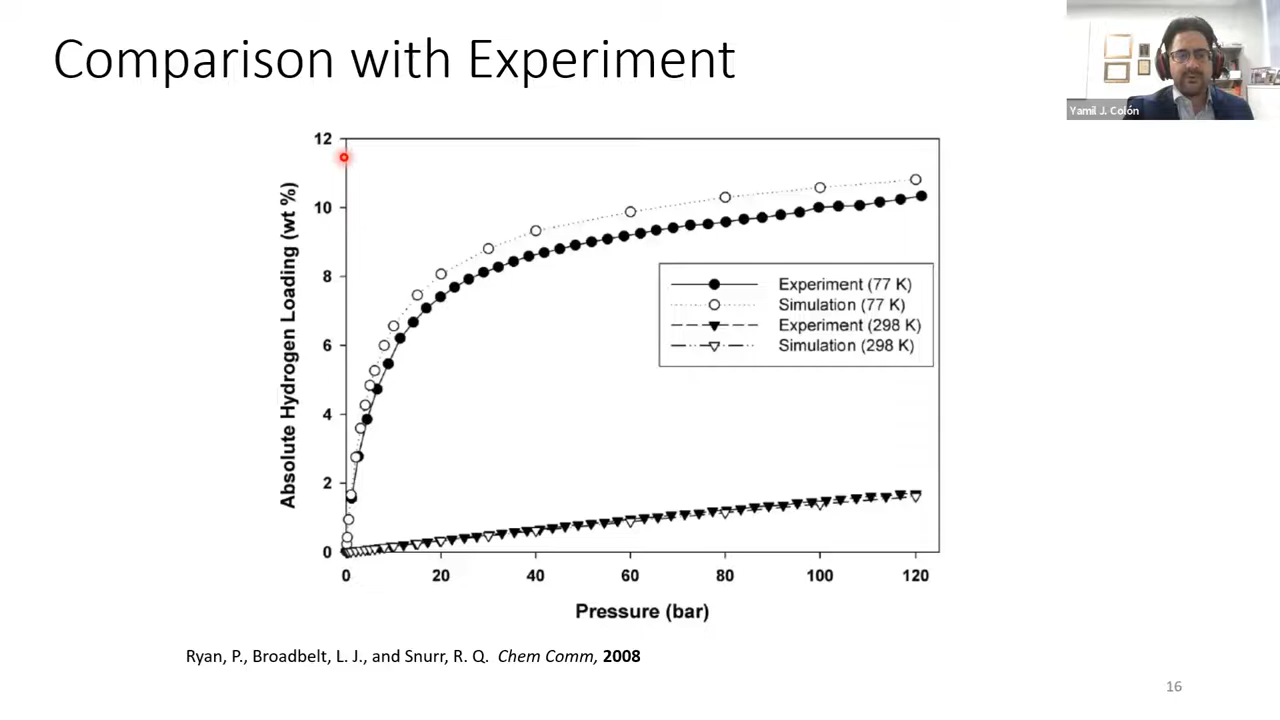 Comparison with Experiment
Yamil J. Colón
12
10
8
6
4
2
0
Absolute Hydrogen Loading (wt %)
Experiment (77 K)
Simulation (77 K)
Experiment (298 K)
Simulation (298 K)
0 20 40 60 80 100 120
Pressure (bar)
Ryan, P., Broadbelt, L. J., and Snurr, R. Q. Chem Comm, 2008
16